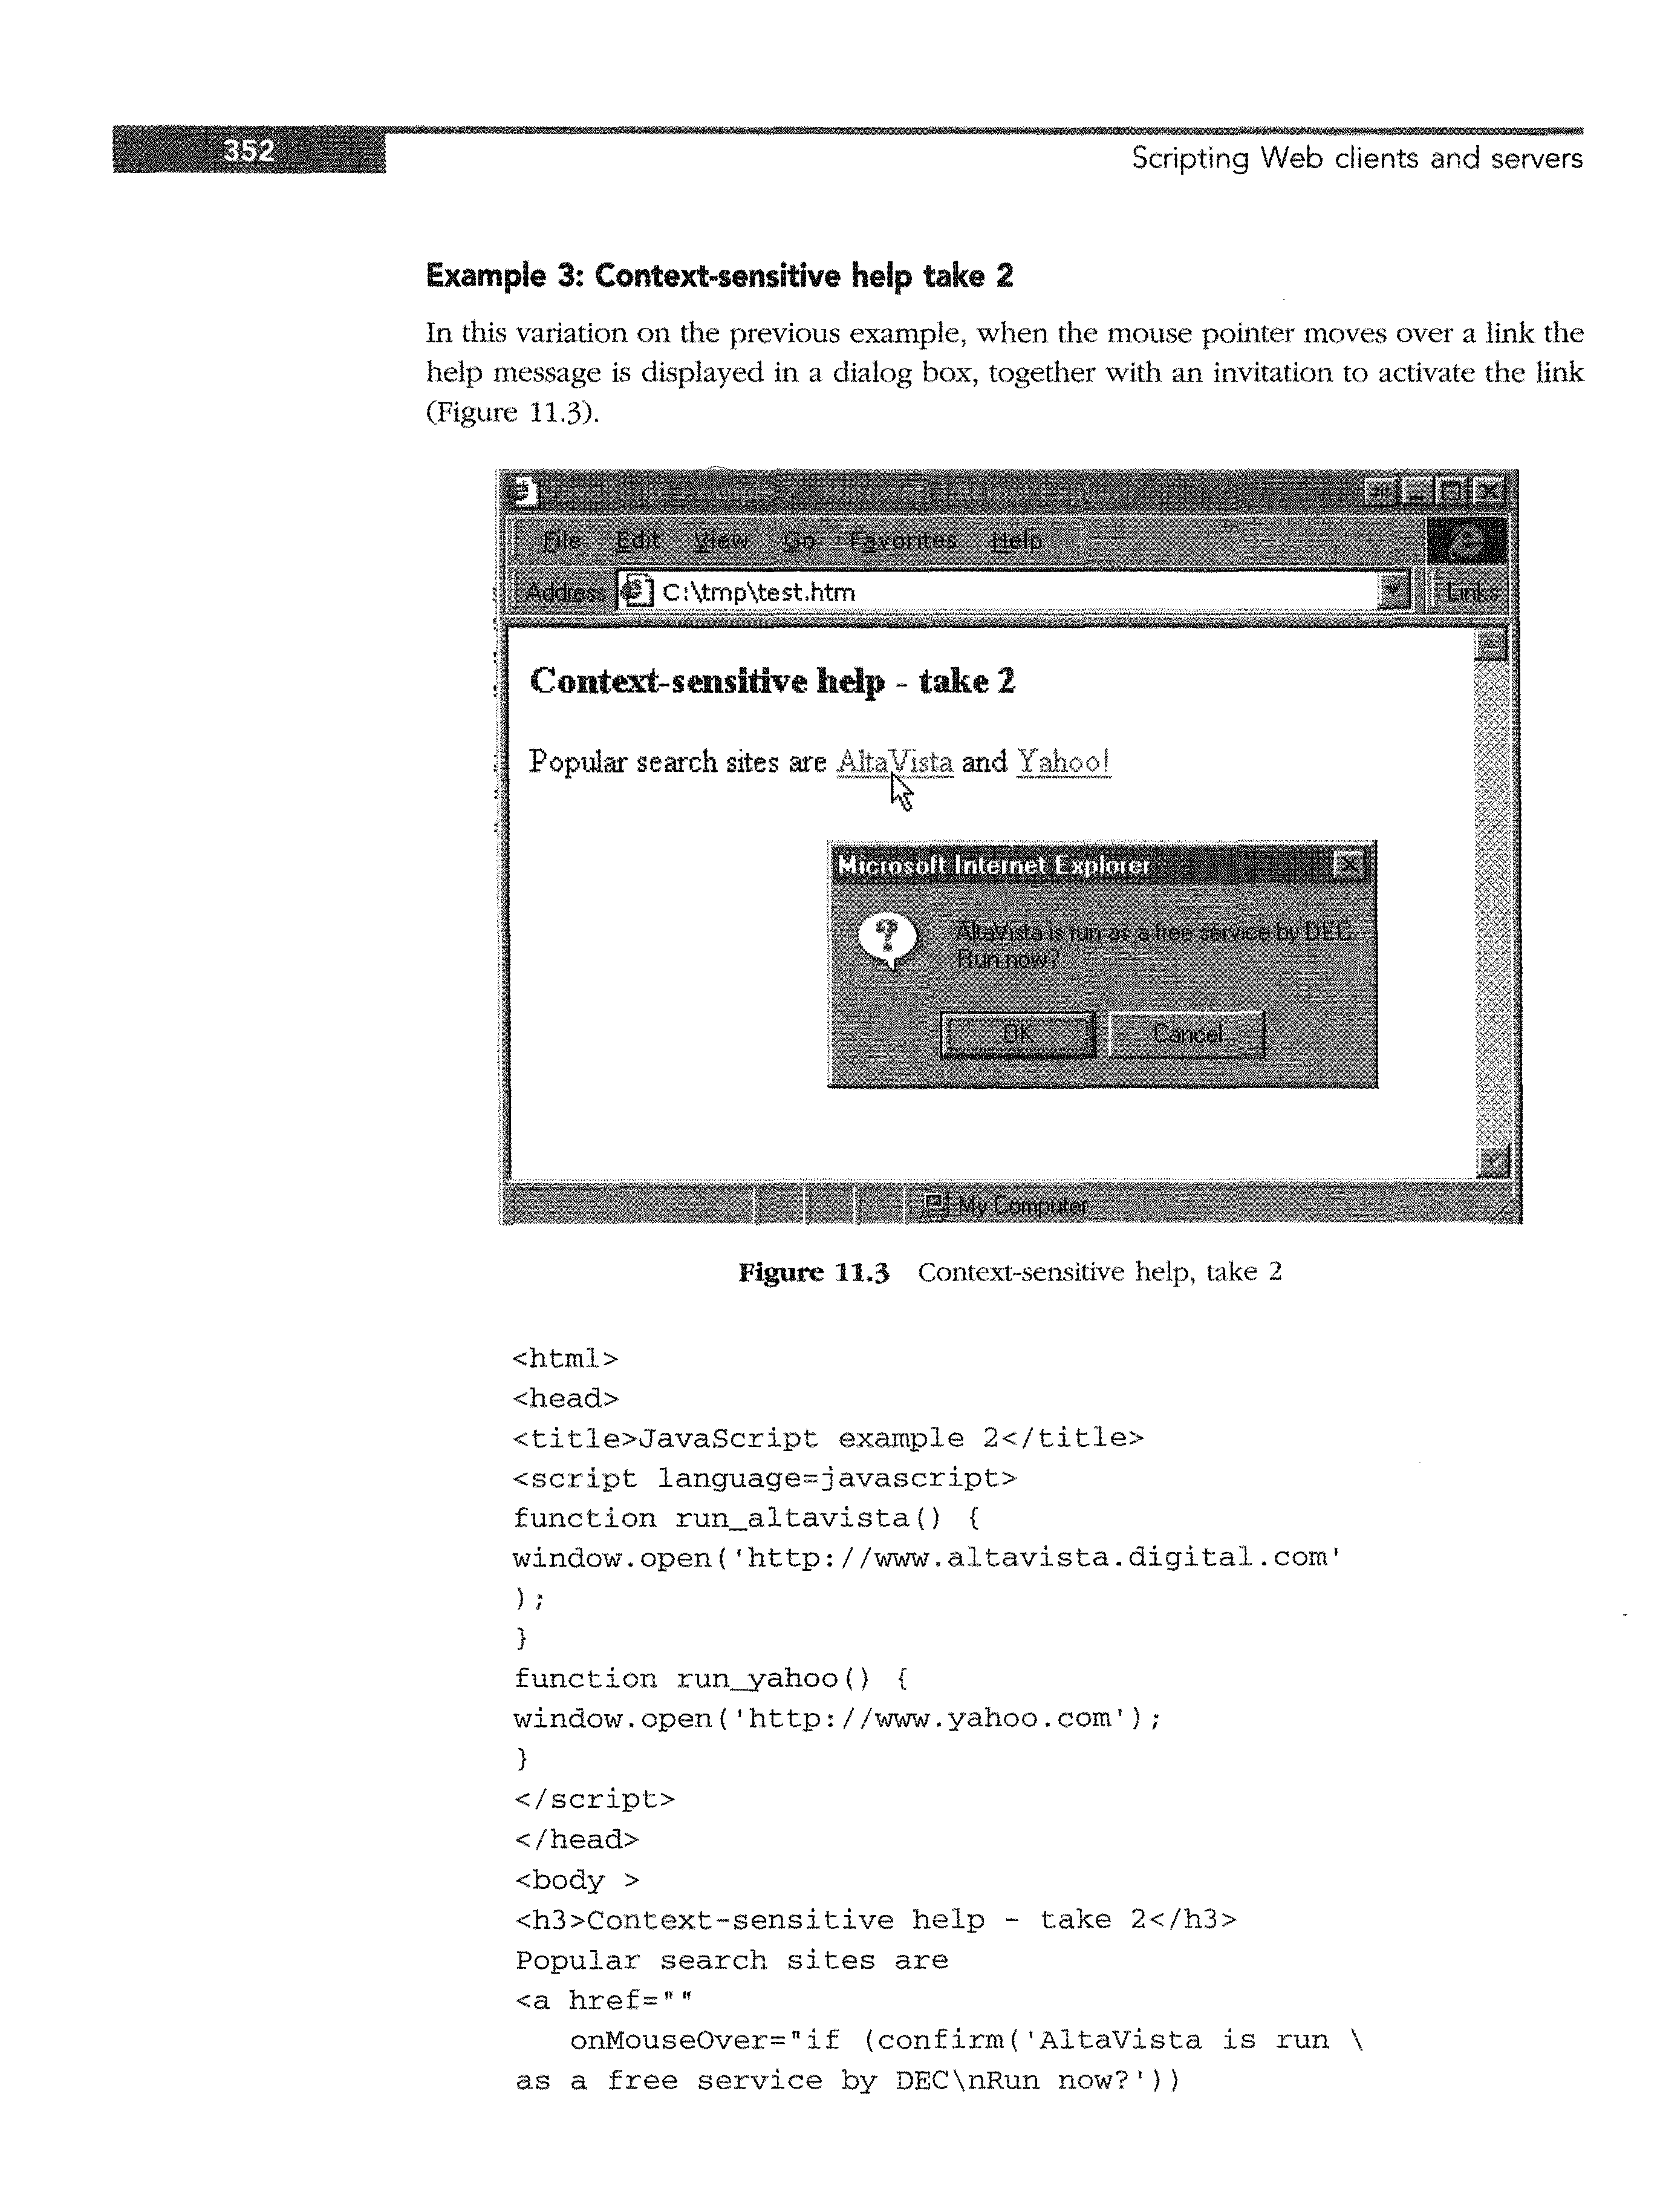 352
Scripting Web clients and servers
Example 3: Context-sensitive help take 2
In this variation on the previous example, when the mouse pointer moves over a link the
help message is displayed in a dialog box, together with an invitation to activate the link
(Figure 11.3).
JavaScript example 2 - Microsoft Internet Explorer
File Edit View Go Favorites Help
Address C:\tmp\test.htm Links
Context-sensitive help - take 2
Popular search sites are AltaVista and Yahoo!
Microsoft Internet Explorer
AltaVista is run as a free service by DEC
Run now?
OK Cancel
My Computer
Figure 11.3 Context-sensitive help, take 2
<html>
<head>
<title>JavaScript example 2</title>
<script language=javascript>
function run_altavista() {
window.open('http://www.altavista.digital.com'
);
}
function run_yahoo() {
window.open('http://www.yahoo.com');
}
</script>
</head>
<body >
<h3>Context-sensitive help - take 2</h3>
Popular search sites are
<a href=""
onMouseOver="if (confirm('AltaVista is run \
as a free service by DEC\nRun now?'))